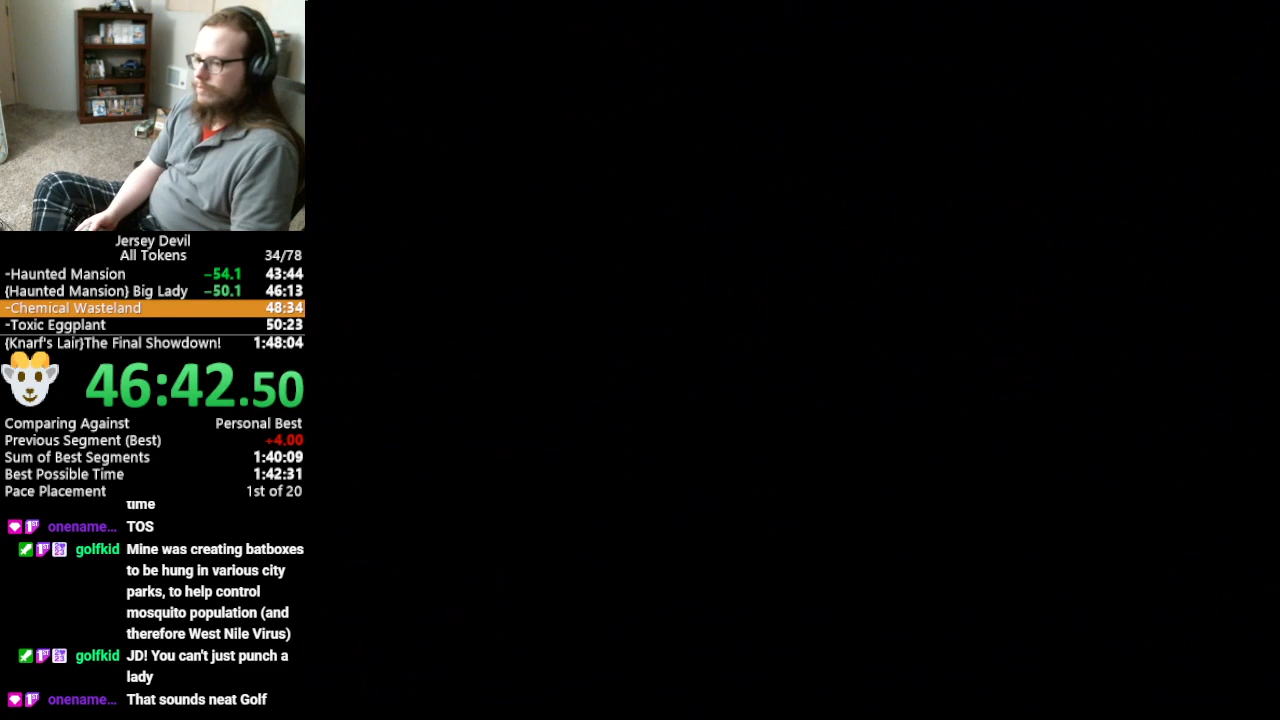 Jersey Devil
All Tokens 34/78
-Haunted Mansion −54.1 43:44
{Haunted Mansion} Big Lady −50.1 46:13
-Chemical Wasteland 48:34
-Toxic Eggplant 50:23
{Knarf's Lair}The Final Showdown! 1:48:04
46:42.50
Comparing Against Personal Best
Previous Segment (Best) +4.00
Sum of Best Segments 1:40:09
Best Possible Time 1:42:31
Pace Placement 1st of 20
time
onename... TOS
golfkid Mine was creating batboxes
to be hung in various city
parks, to help control
mosquito population (and
therefore West Nile Virus)
golfkid JD! You can't just punch a
lady
onename... That sounds neat Golf